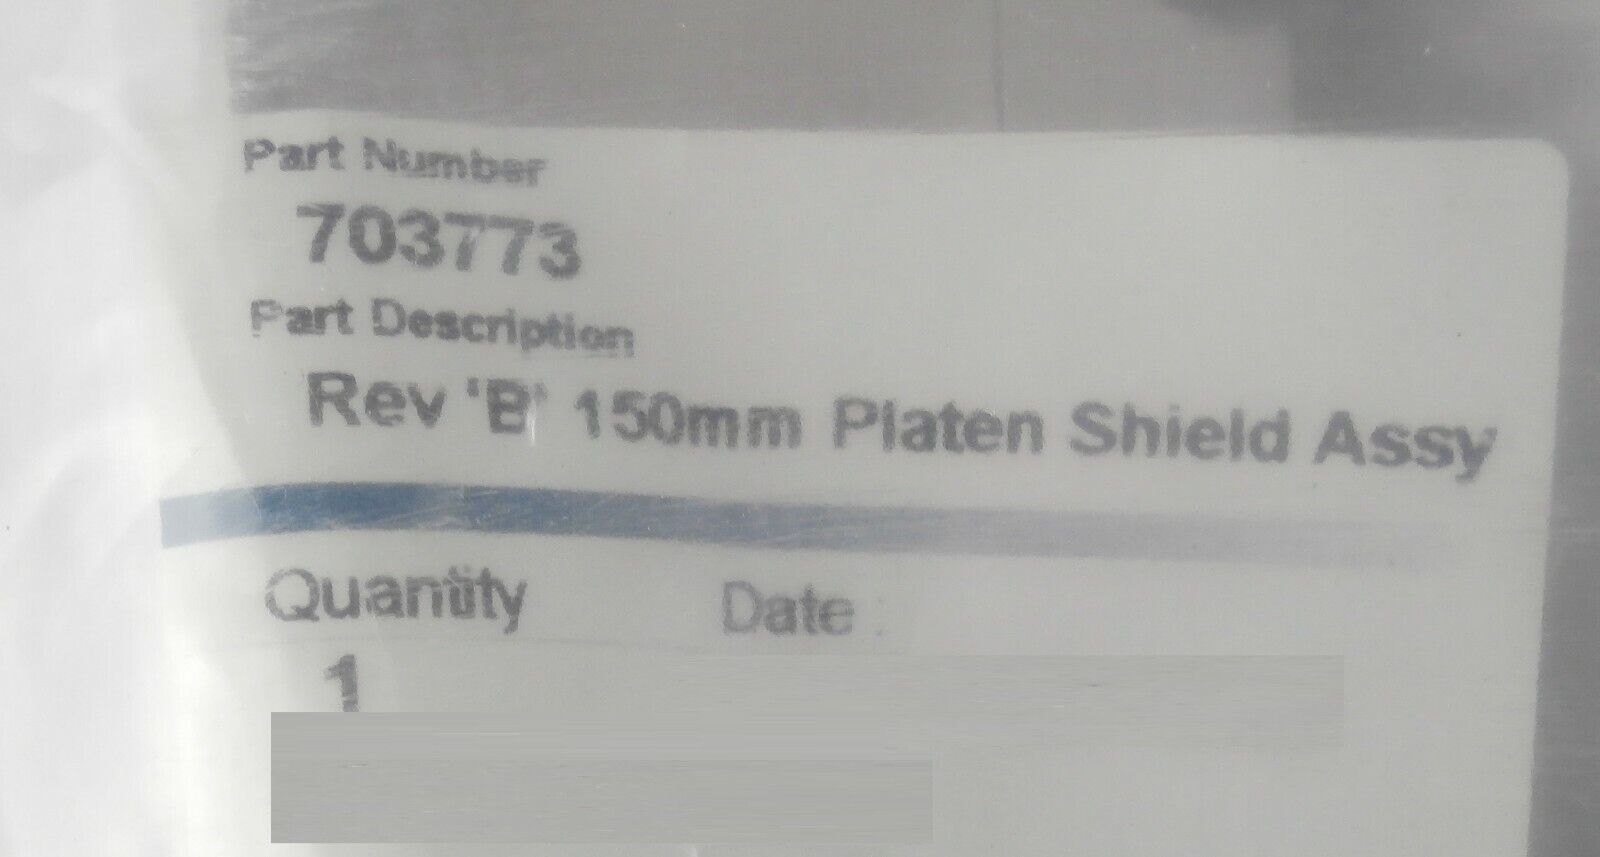 Part Number
703773
Part Description
Rev 'B' 150mm Platen Shield Assy
Quantity Date
1